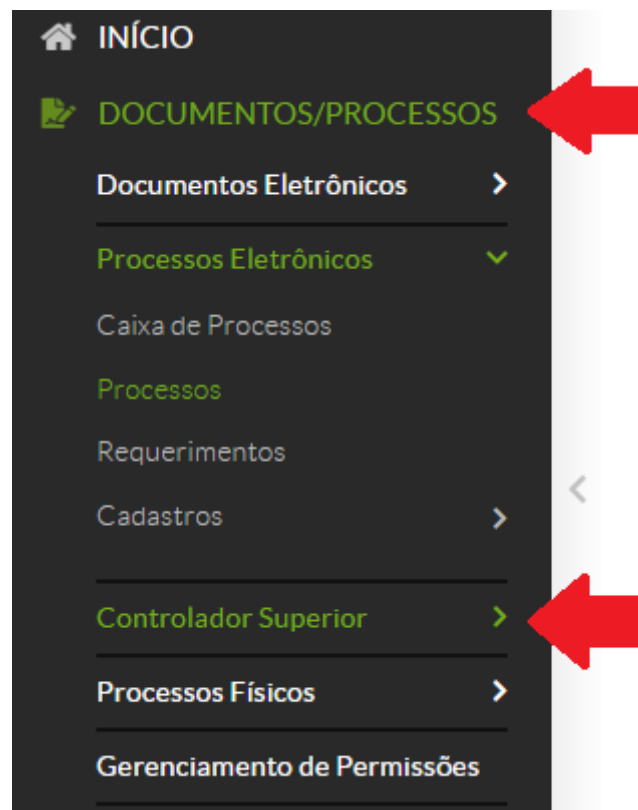 INÍCIO
DOCUMENTOS/PROCESSOS
Documentos Eletrônicos
Processos Eletrônicos
Caixa de Processos
Processos
Requerimentos
Cadastros
Controlador Superior
Processos Físicos
Gerenciamento de Permissões